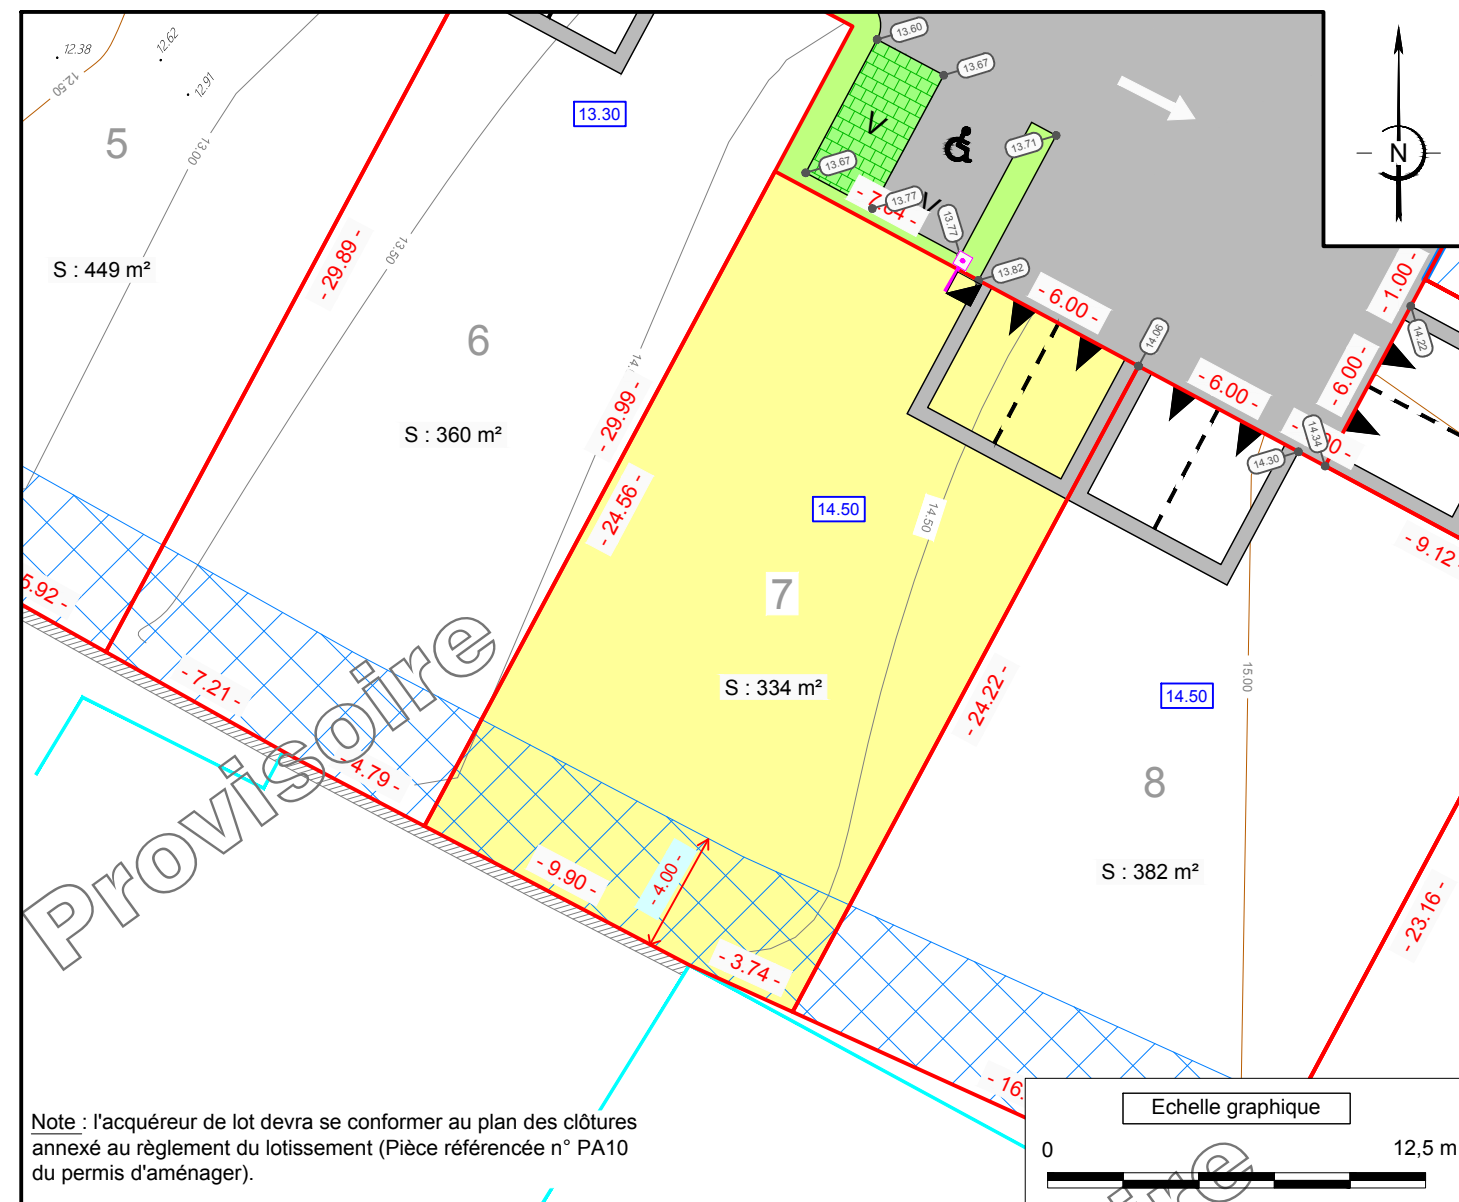 12.38
12.62
12.91
12.50
13.00
5
S : 449 m²
- 29.89 -
13.50
13.30
6
S : 360 m²
13.60
13.67
13.71
13.67
13.77
V
V
13.77
13.82
N
- 6.00 -
14.06
- 6.00 -
- 6.00 -
- 1.00 -
14.22
14.34
14.30
- 9.12 -
- 29.99 -
- 24.56 -
14.50
14.50
7
S : 334 m²
- 24.22 -
14.50
15.00
8
S : 382 m²
- 23.16 -
5.92 -
- 7.21 -
- 4.79 -
- 9.90 -
- 4.00 -
- 3.74 -
- 16.
Provisoire
Note : l'acquéreur de lot devra se conformer au plan des clôtures
annexé au règlement du lotissement (Pièce référencée n° PA10
du permis d'aménager).
Echelle graphique
0 12,5 m